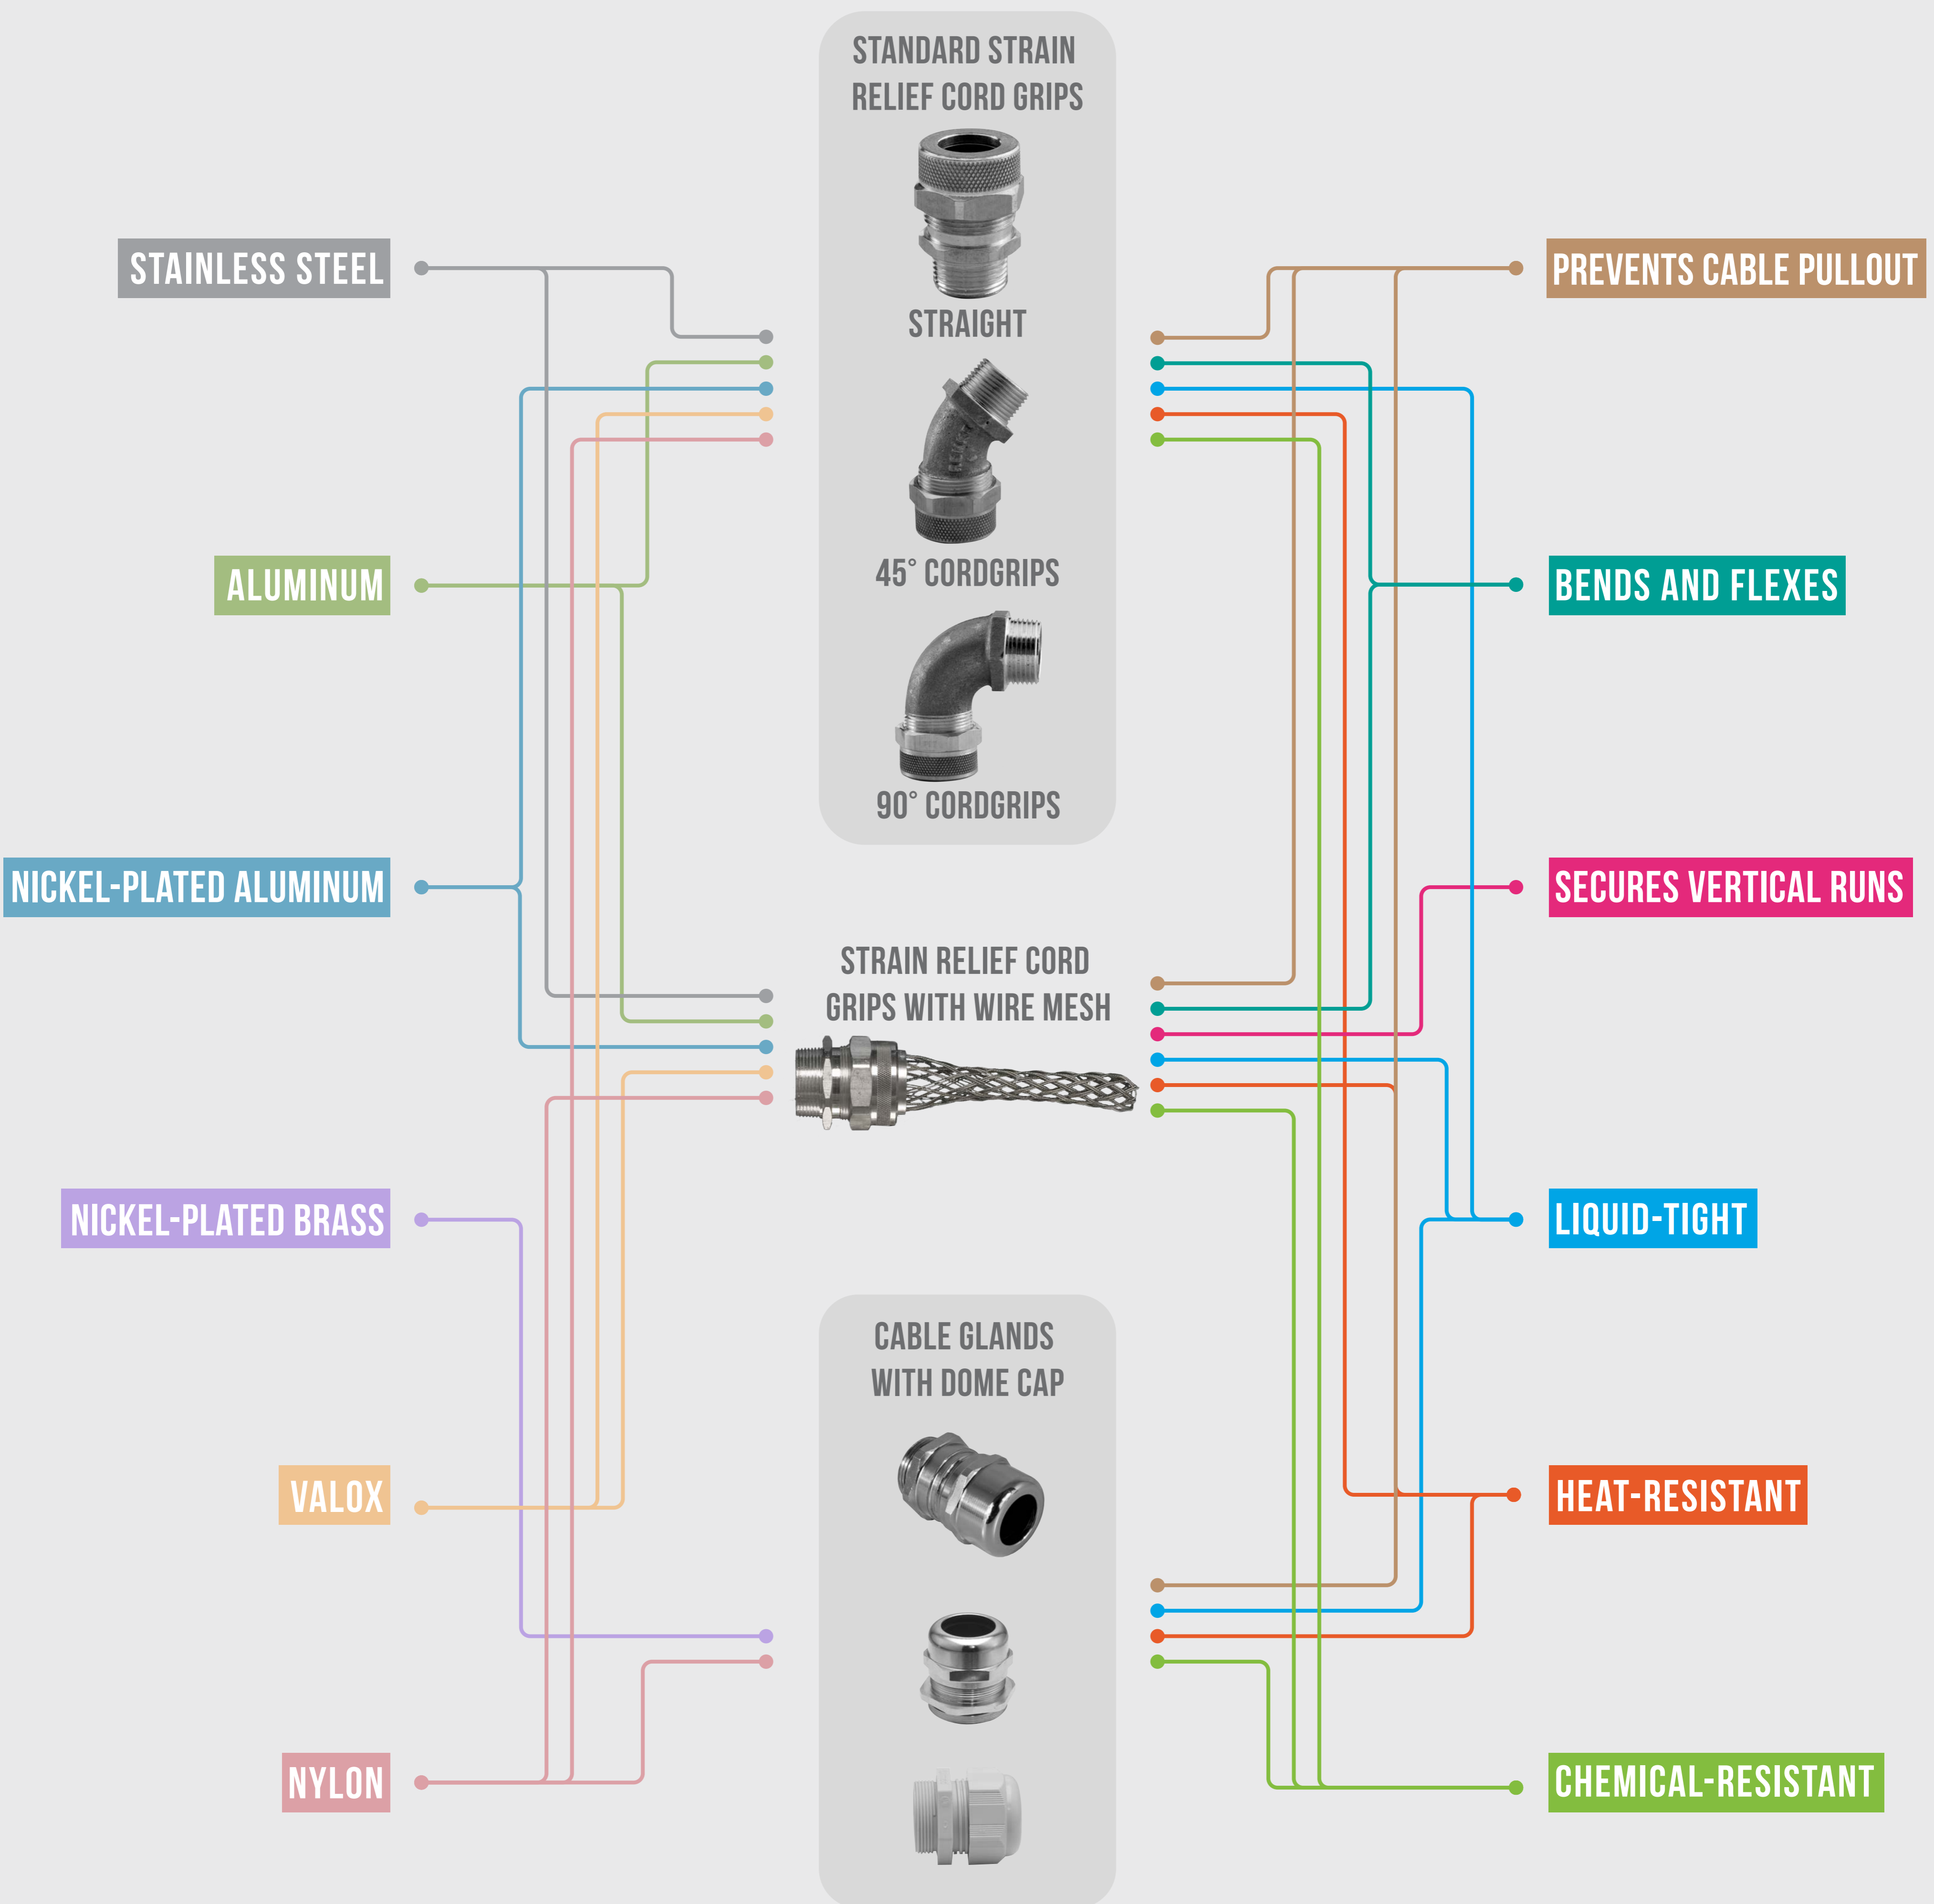 STANDARD STRAIN
RELIEF CORD GRIPS
STRAIGHT
45° CORDGRIPS
90° CORDGRIPS
STAINLESS STEEL
ALUMINUM
NICKEL-PLATED ALUMINUM
NICKEL-PLATED BRASS
VALOX
NYLON
STRAIN RELIEF CORD
GRIPS WITH WIRE MESH
CABLE GLANDS
WITH DOME CAP
PREVENTS CABLE PULLOUT
BENDS AND FLEXES
SECURES VERTICAL RUNS
LIQUID-TIGHT
HEAT-RESISTANT
CHEMICAL-RESISTANT